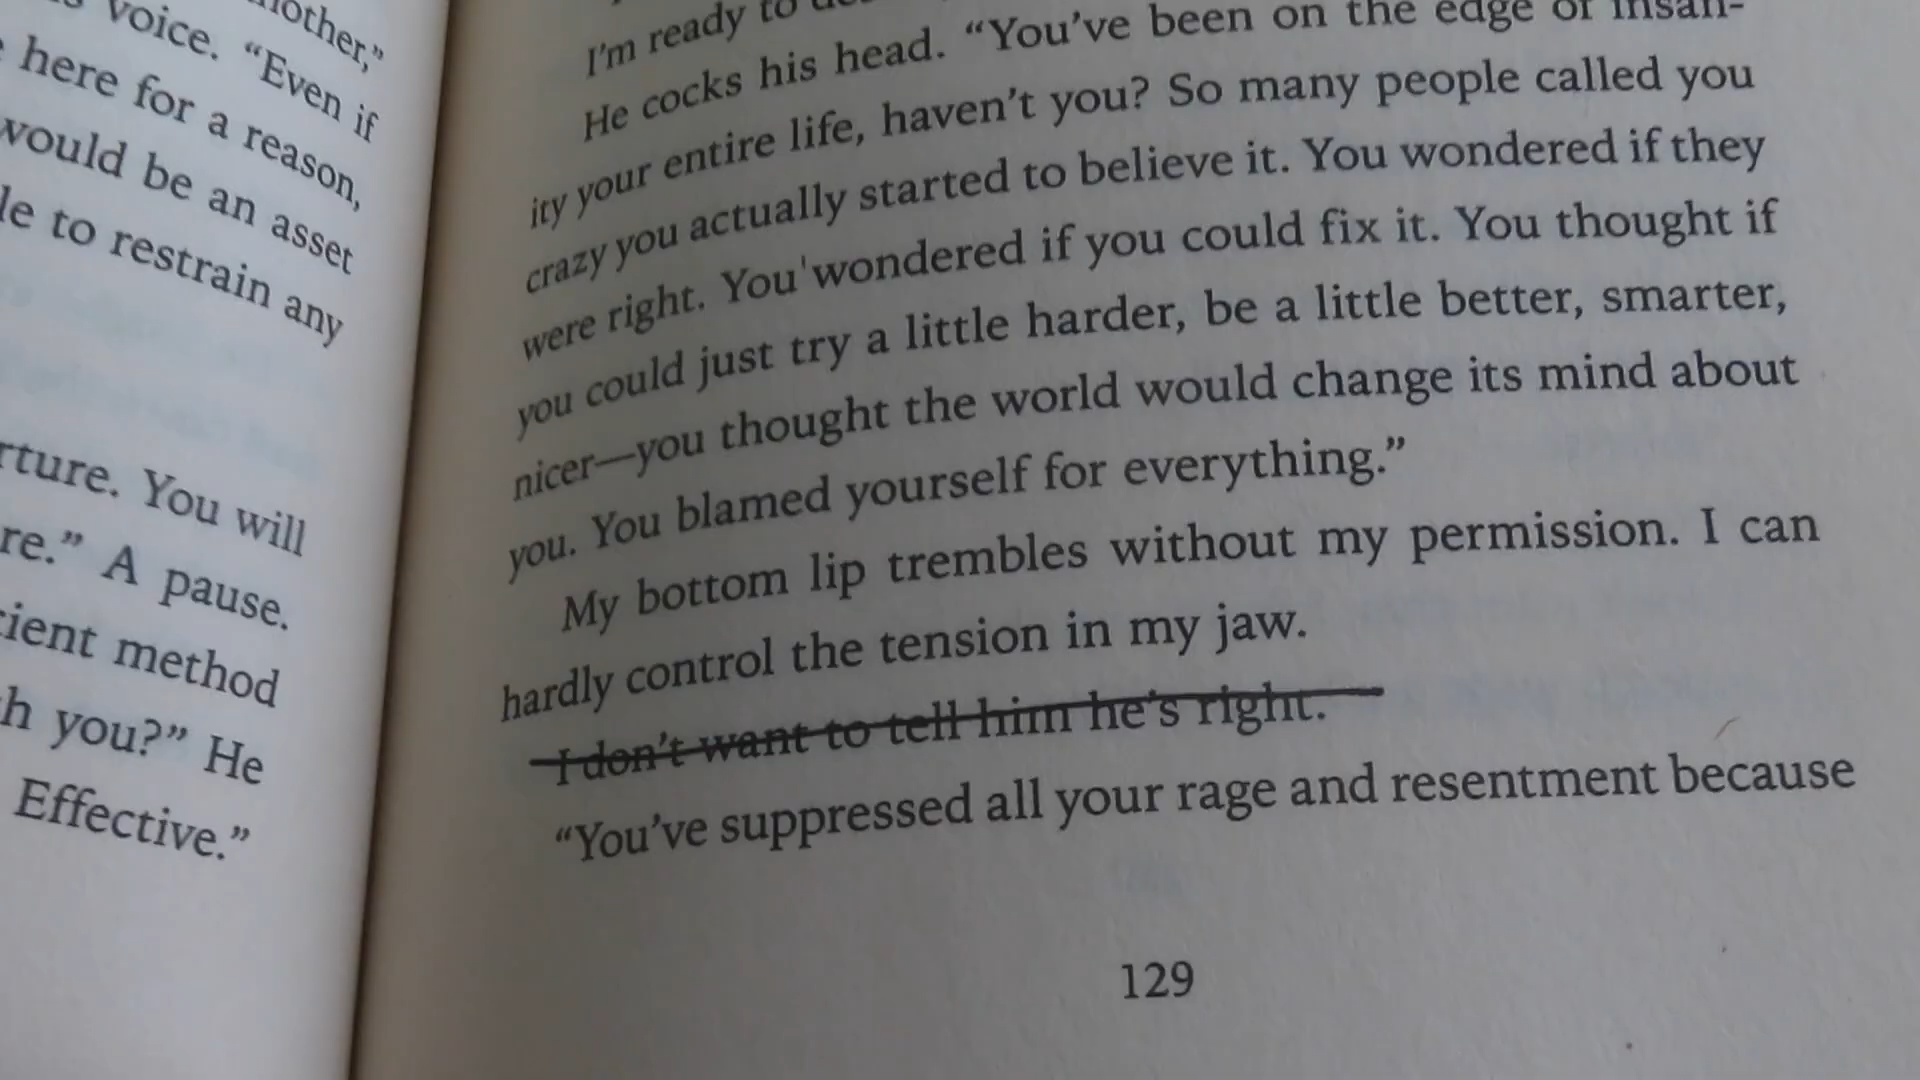 other,”
voice. “Even if
here for a reason,
would be an asset
to restrain any
You will
A pause.
method
you?” He
Effective.”
I'm ready to
He cocks his head. “You've been on the edge of insan-
ity your entire life, haven't you? So many people called you
crazy you actually started to believe it. You wondered if they
were right. You wondered if you could fix it. You thought if
you could just try a little harder, be a little better, smarter,
nicer—you thought the world would change its mind about
you. You blamed yourself for everything.”
My bottom lip trembles without my permission. I can
hardly control the tension in my jaw.
I don't want to tell him he's right.
“You've suppressed all your rage and resentment because
129